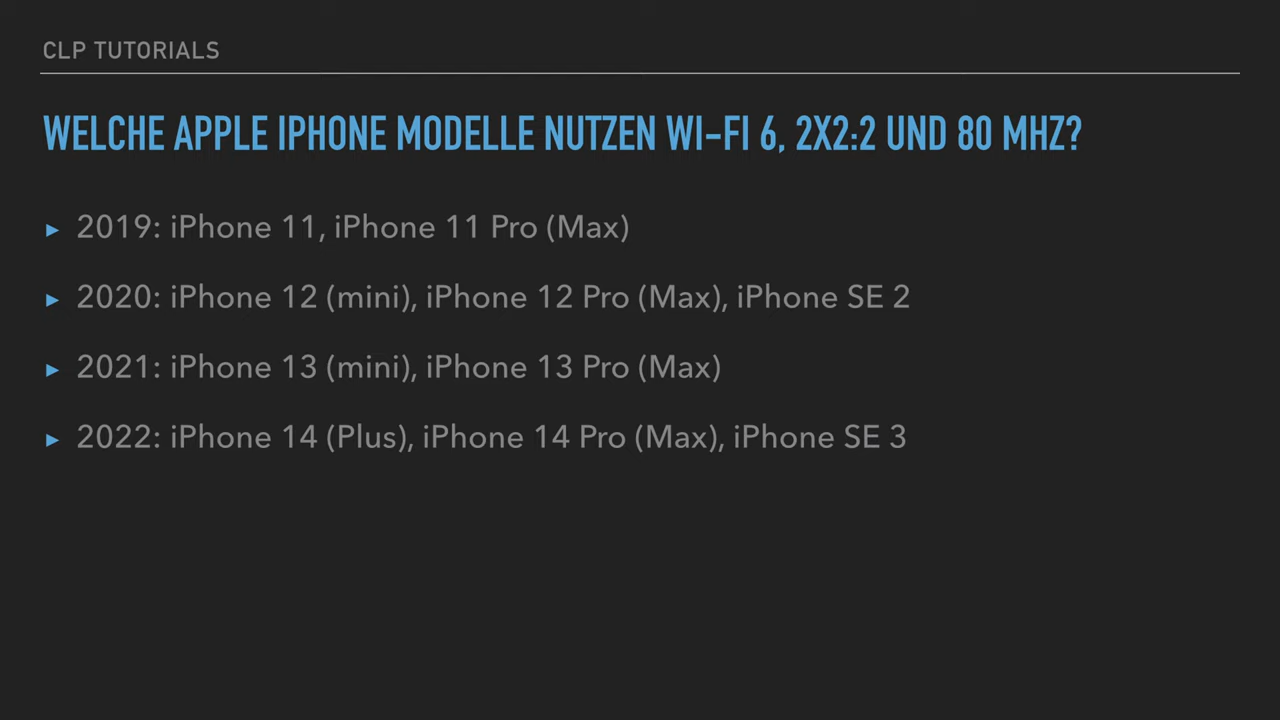 CLP TUTORIALS
WELCHE APPLE IPHONE MODELLE NUTZEN WI-FI 6, 2X2:2 UND 80 MHZ?
▸ 2019: iPhone 11, iPhone 11 Pro (Max)
▸ 2020: iPhone 12 (mini), iPhone 12 Pro (Max), iPhone SE 2
▸ 2021: iPhone 13 (mini), iPhone 13 Pro (Max)
▸ 2022: iPhone 14 (Plus), iPhone 14 Pro (Max), iPhone SE 3